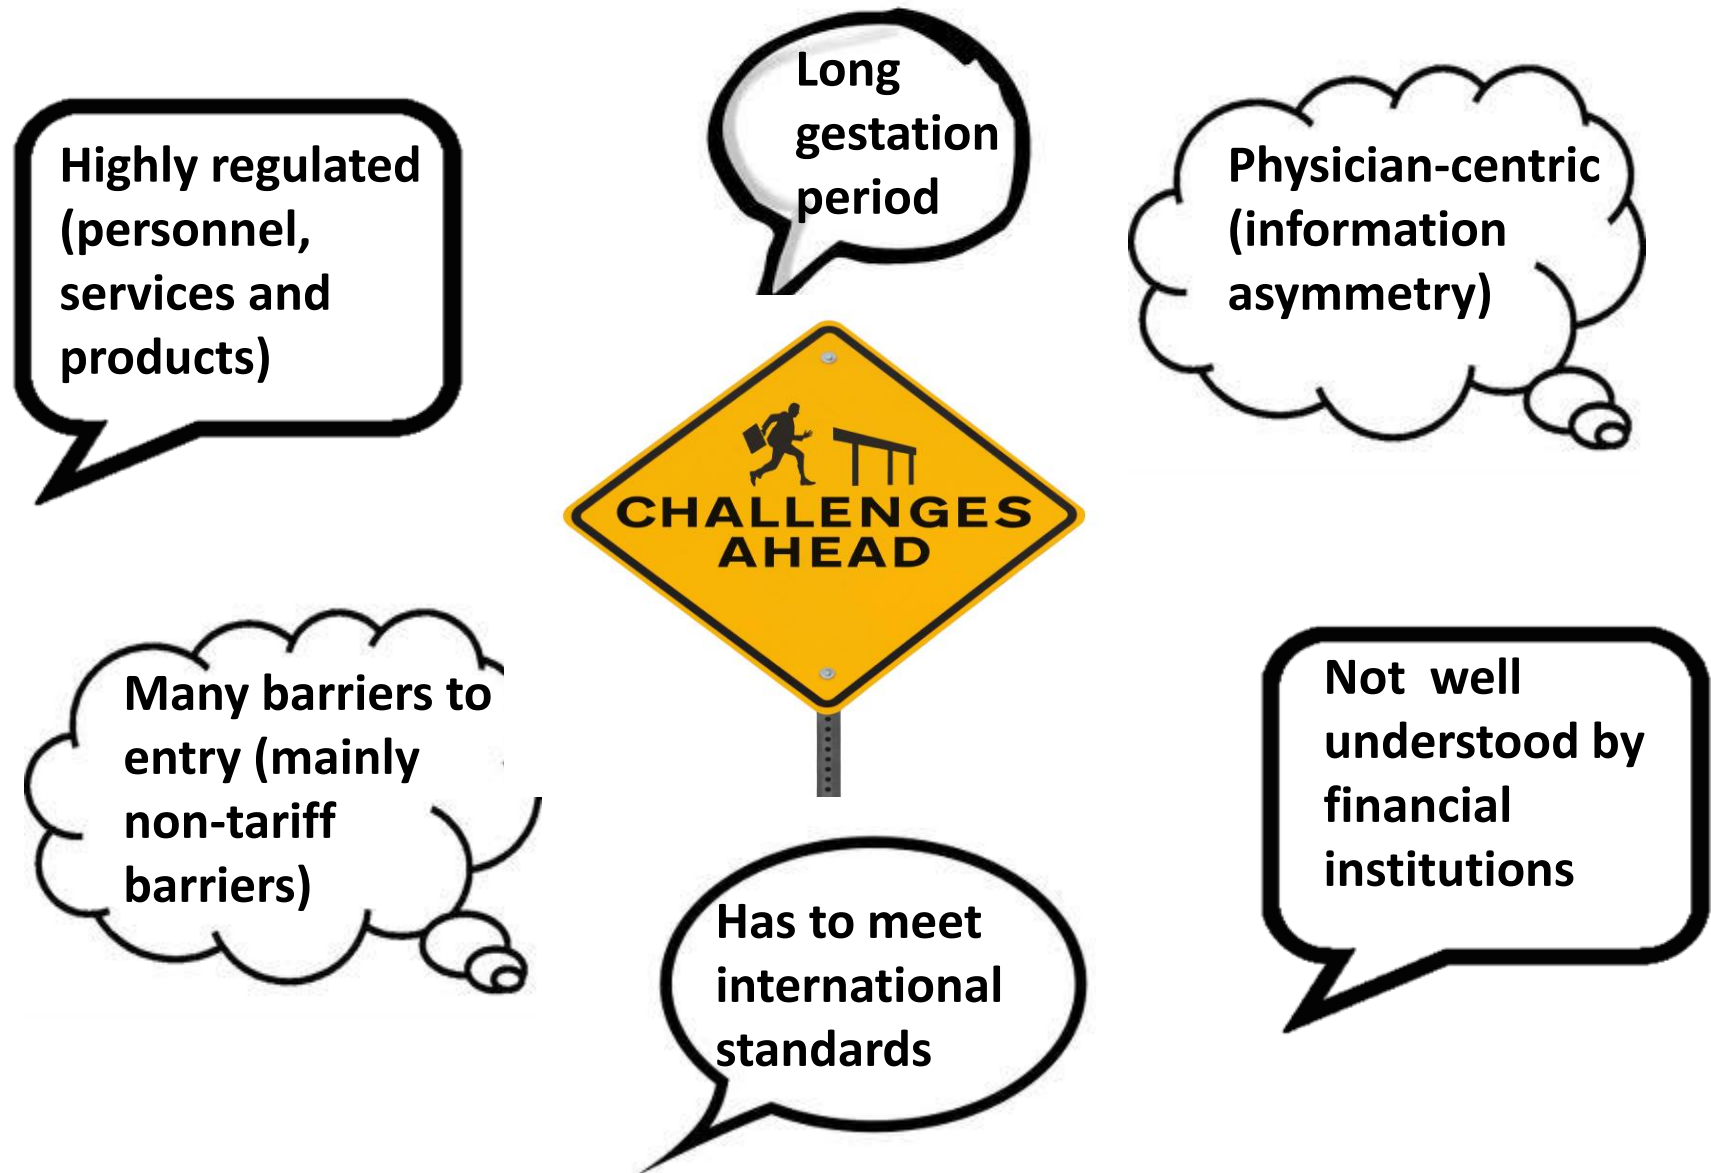 Long
gestation
period
Highly regulated
(personnel,
services and
products)
Physician-centric
(information
asymmetry)
CHALLENGES
AHEAD
Many barriers to
entry (mainly
non-tariff
barriers)
Not well
understood by
financial
institutions
Has to meet
international
standards